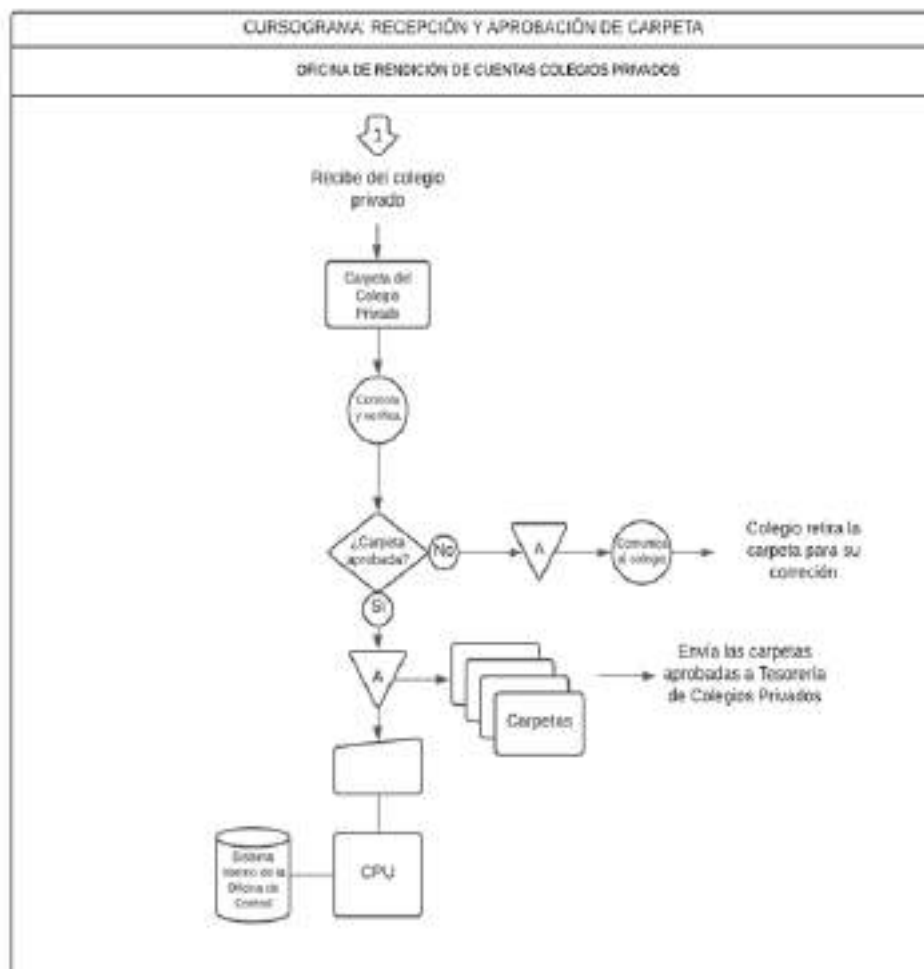 CURSOGRAMA: RECEPCIÓN Y APROBACIÓN DE CARPETA
OFICINA DE RENDICIÓN DE CUENTAS COLEGIOS PRIVADOS
1
Recibe del colegio
privado
Carpeta del
Colegio
Privado
Controla
y verifica.
¿Carpeta
aprobada?
No
A
Comunica
al colegio
Colegio retira la
carpeta para su
correción
Si
A
Carpetas
Envía las carpetas
aprobadas a Tesorería
de Colegios Privados
CPU
Sistema
de la
Oficina de
Control